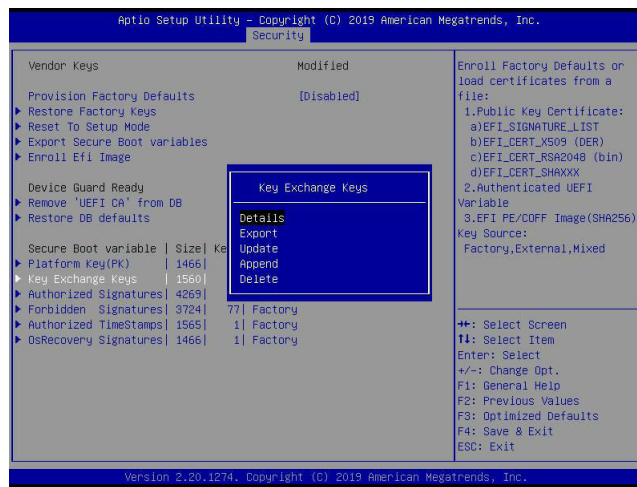 Aptio Setup Utility – Copyright (C) 2019 American Megatrends, Inc.
Security
Vendor Keys Modified
Provision Factory Defaults [Disabled]
Restore Factory Keys
Reset To Setup Mode
Export Secure Boot variables
Enroll Efi Image
Device Guard Ready
Remove 'UEFI CA' from DB
Restore DB defaults
Secure Boot variable | Size| Ke
Platform Key(PK) | 1466|
Key Exchange Keys | 1560|
Authorized Signatures| 4269|
Forbidden Signatures| 3724| 77| Factory
Authorized TimeStamps| 1565| 1| Factory
OsRecovery Signatures| 1466| 1| Factory
Key Exchange Keys
Details
Export
Update
Append
Delete
Enroll Factory Defaults or
load certificates from a
file:
1.Public Key Certificate:
a)EFI_SIGNATURE_LIST
b)EFI_CERT_X509 (DER)
c)EFI_CERT_RSA2048 (bin)
d)EFI_CERT_SHAXXX
2.Authenticated UEFI
Variable
3.EFI PE/COFF Image(SHA256)
Key Source:
Factory,External,Mixed
→←: Select Screen
↑↓: Select Item
Enter: Select
+/-: Change Opt.
F1: General Help
F2: Previous Values
F3: Optimized Defaults
F4: Save & Exit
ESC: Exit
Version 2.20.1274. Copyright (C) 2019 American Megatrends, Inc.